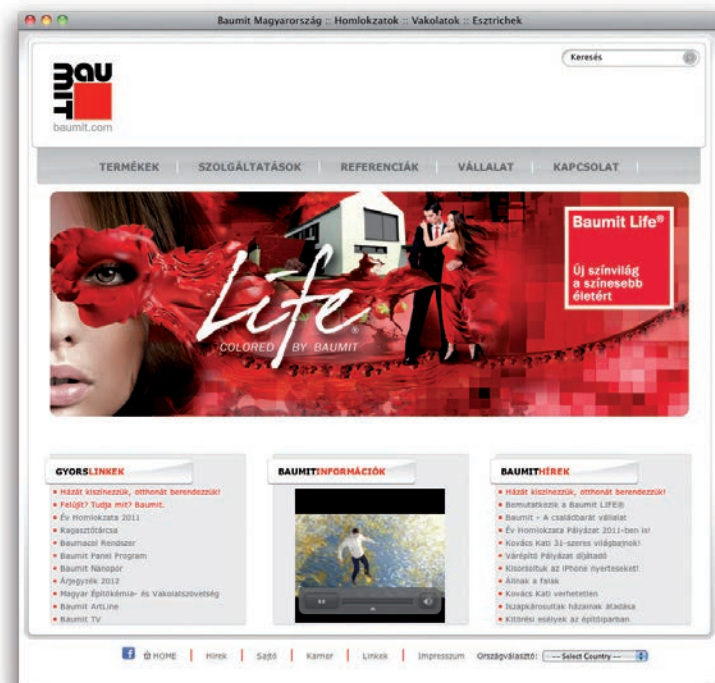 Baumit Magyarország :: Homlokzatok :: Vakolatok :: Esztrichek
Keresés
BAU
MIT
baumit.com
TERMÉKEK | SZOLGÁLTATÁSOK | REFERENCIÁK | VÁLLALAT | KAPCSOLAT |
Baumit Life®
Új színvilág
a színesebb
életért
Life®
COLORED BY BAUMIT
GYORSLINKEK
Házát kiszínezzük, otthonát berendezzük!
Felújít? Tudja mit? Baumit.
Év Homlokzata 2011
Ragasztótárcsa
Baumacol Rendszer
Baumit Panel Program
Baumit Nanopor
Árjegyzék 2012
Magyar Építőkémia- és Vakolatszövetség
Baumit ArtLine
Baumit TV
BAUMITINFORMÁCIÓK
BAUMITHÍREK
Házát kiszínezzük, otthonát berendezzük!
Bemutatkozik a Baumit LIFE®
Baumit – A családbarát vállalat
Év Homlokzata Pályázat 2011-ben is!
Kovács Kati 31-szeres világbajnok!
Várépítő Pályázat díjátadó
Kisorsoltuk az iPhone nyerteseket!
Állnak a falak
Kovács Kati verhetetlen
Iszapkárosultak házainak átadása
Kitörési esélyek az építőiparban
f HOME | Hírek | Sajtó | Karrier | Linkek | Impresszum Országválasztó: -- Select Country --